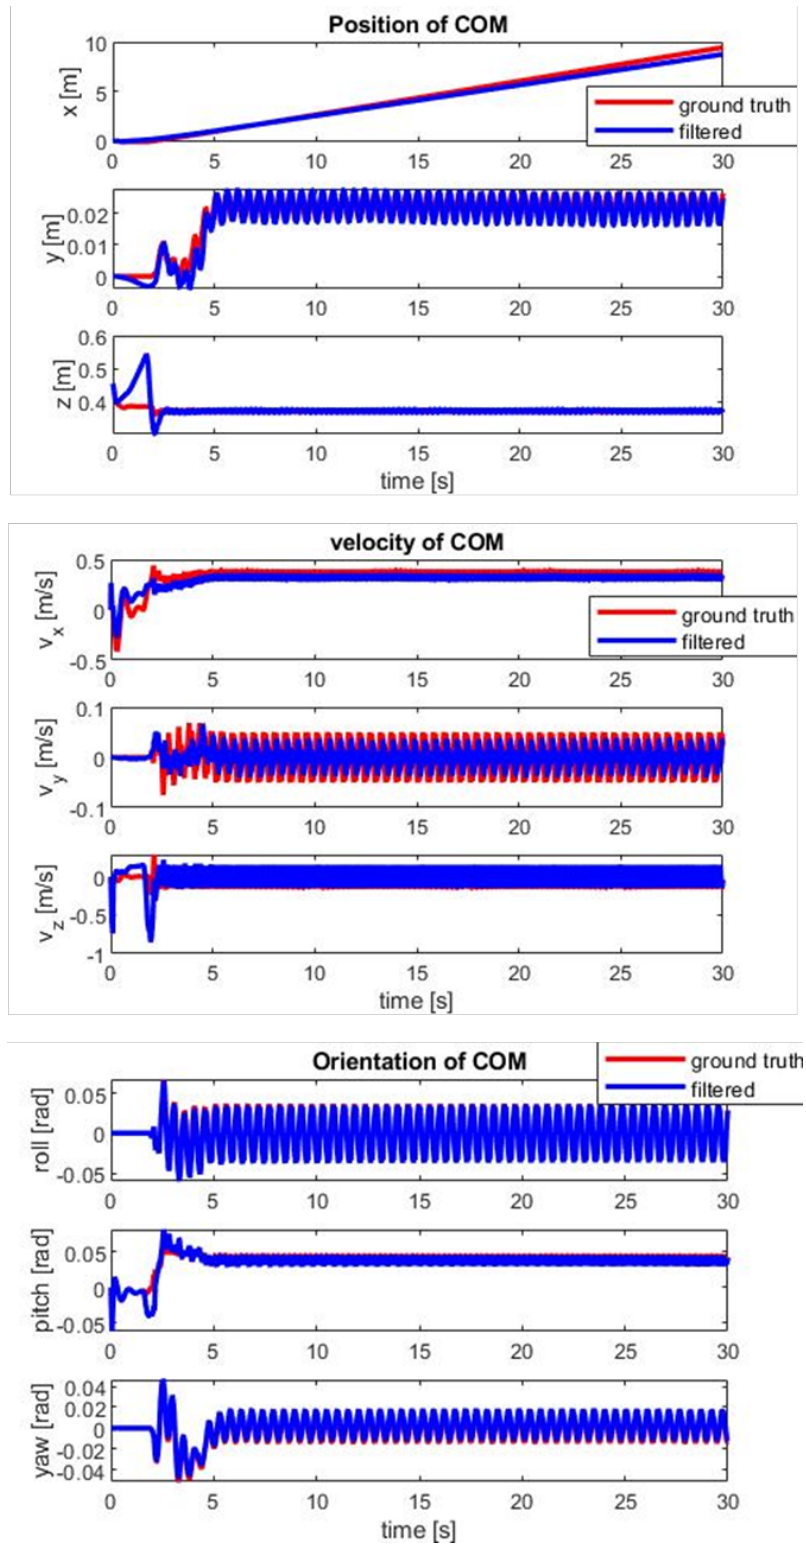 Position of COM
10
5
0
x [m]
ground truth
filtered
0 5 10 15 20 25 30
0.02
0.01
0
y [m]
0 5 10 15 20 25 30
0.6
0.5
0.4
z [m]
0 5 10 15 20 25 30
time [s]
velocity of COM
0.5
0
-0.5
v_x [m/s]
ground truth
filtered
0 5 10 15 20 25 30
0.1
0
-0.1
v_y [m/s]
0 5 10 15 20 25 30
0
-0.5
-1
v_z [m/s]
0 5 10 15 20 25 30
time [s]
Orientation of COM
ground truth
filtered
0.05
0
-0.05
roll [rad]
0 5 10 15 20 25 30
0.05
0
-0.05
pitch [rad]
0 5 10 15 20 25 30
0.04
0.02
0
-0.02
-0.04
yaw [rad]
0 5 10 15 20 25 30
time [s]